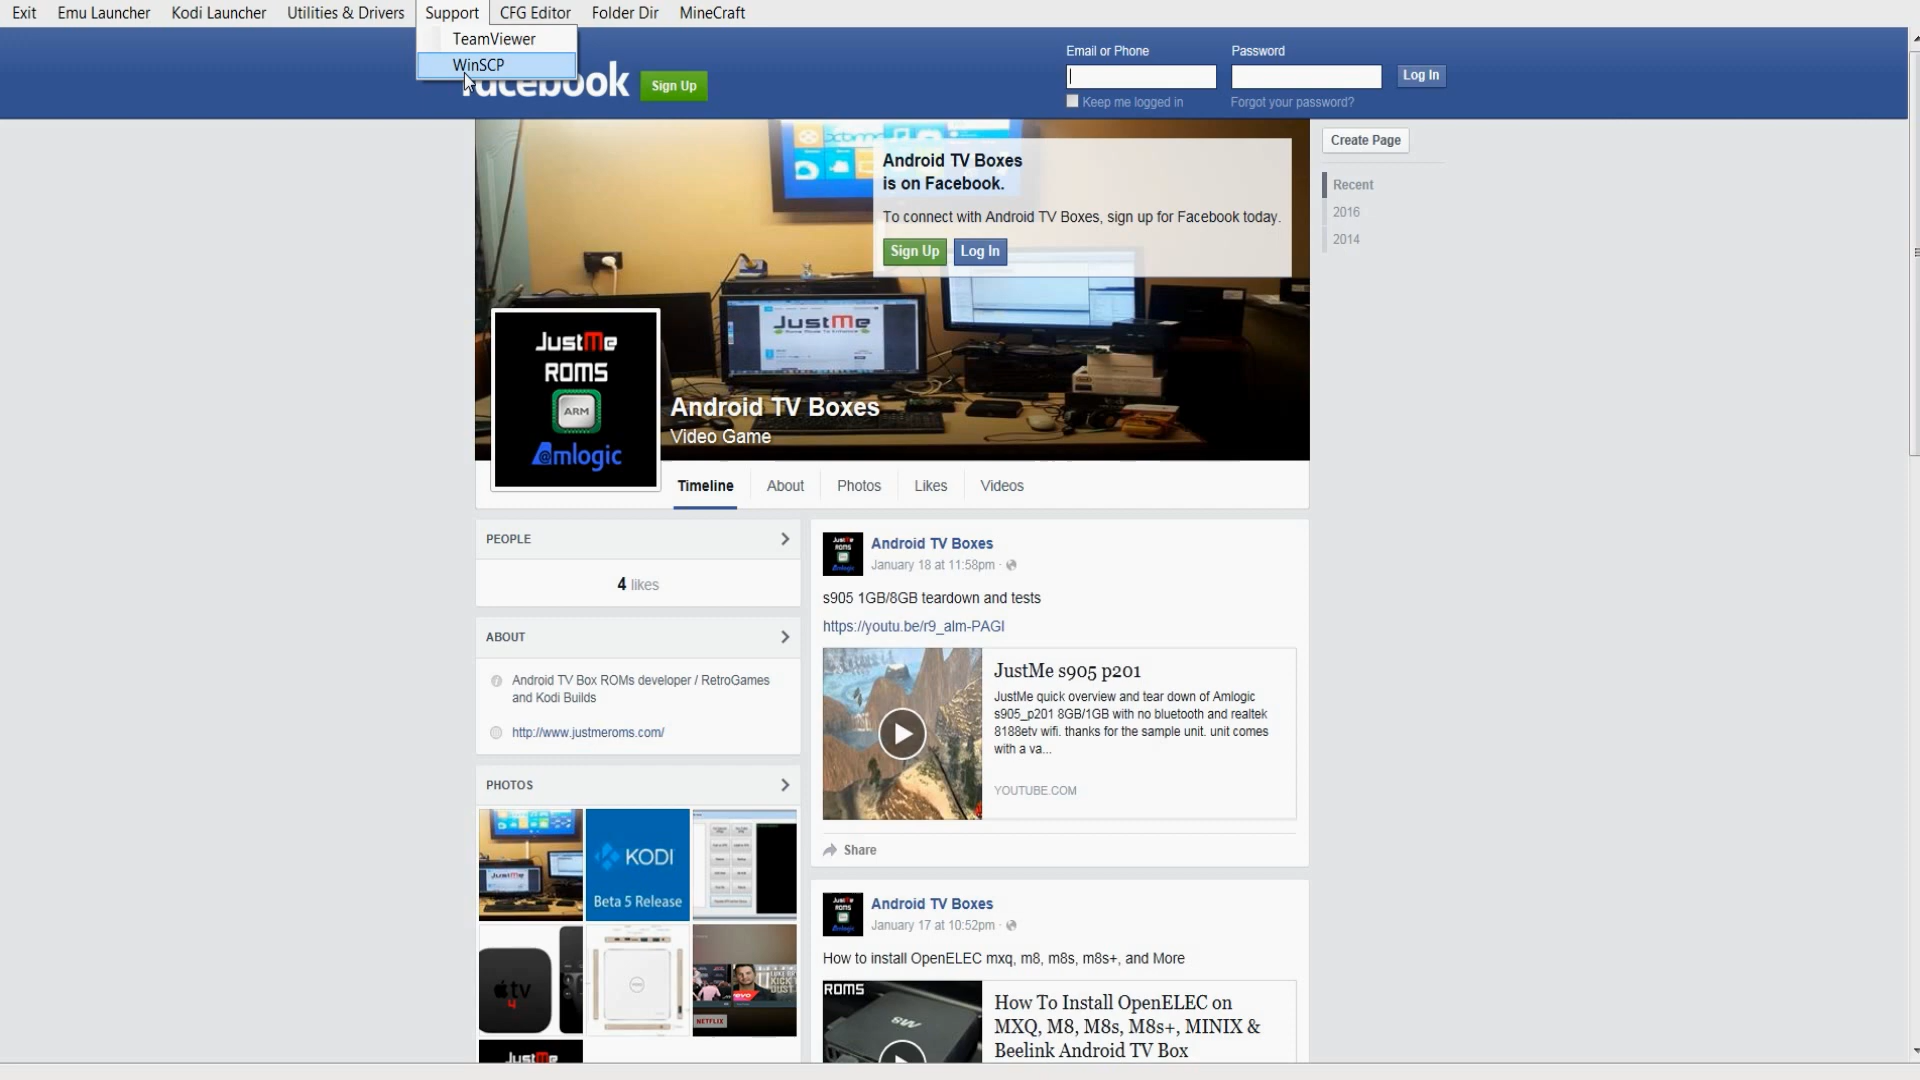 Exit Emu Launcher Kodi Launcher Utilities & Drivers Support CFG Editor Folder Dir MineCraft
TeamViewer
WinSCP
facebook
Sign Up
Email or Phone
Password
Log In
Keep me logged in
Forgot your password?
Create Page
Recent
2016
2014
Android TV Boxes
is on Facebook.
To connect with Android TV Boxes, sign up for Facebook today.
Sign Up Log In
JustMe
JustMe
ROMS
ARM
Amlogic
Android TV Boxes
Video Game
Timeline About Photos Likes Videos
PEOPLE
4 likes
ABOUT
Android TV Box ROMs developer / RetroGames
and Kodi Builds
http://www.justmeroms.com/
PHOTOS
JustMe
KODI
Beta 5 Release
tv
4
NETFLIX
JustMe
Android TV Boxes
January 18 at 11:58pm ·
s905 1GB/8GB teardown and tests
https://youtu.be/r9_alm-PAGI
JustMe s905 p201
JustMe quick overview and tear down of Amlogic
s905_p201 8GB/1GB with no bluetooth and realtek
8188etv wifi. thanks for the sample unit. unit comes
with a va...
YOUTUBE.COM
Share
Android TV Boxes
January 17 at 10:52pm ·
How to install OpenELEC mxq, m8, m8s, m8s+, and More
ROMS
M8
How To Install OpenELEC on
MXQ, M8, M8s, M8s+, MINIX &
Beelink Android TV Box